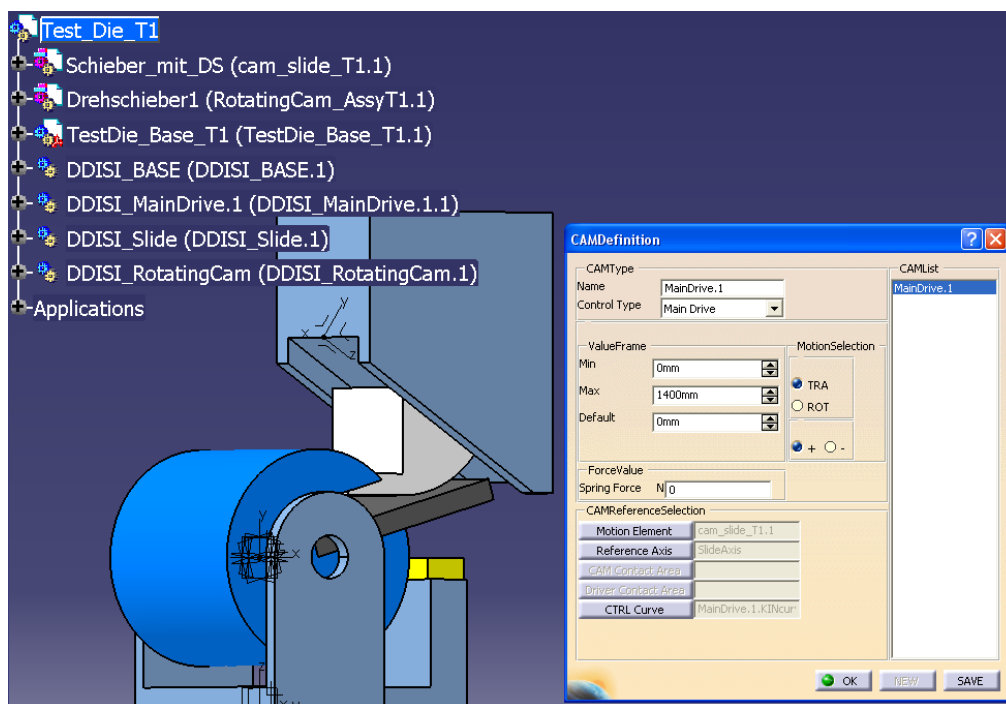 Test_Die_T1
Schieber_mit_DS (cam_slide_T1.1)
Drehschieber1 (RotatingCam_AssyT1.1)
TestDie_Base_T1 (TestDie_Base_T1.1)
DDISI_BASE (DDISI_BASE.1)
DDISI_MainDrive.1 (DDISI_MainDrive.1.1)
DDISI_Slide (DDISI_Slide.1)
DDISI_RotatingCam (DDISI_RotatingCam.1)
Applications
y
x
z
y
x
z
CAMDefinition
CAMType
Name MainDrive.1
Control Type Main Drive
ValueFrame
Min 0mm
Max 1400mm
Default 0mm
MotionSelection
TRA
ROT
+ -
ForceValue
Spring Force N 0
CAMReferenceSelection
Motion Element cam_slide_T1.1
Reference Axis SlideAxis
CAM Contact Area
Driver Contact Area
CTRL Curve MainDrive.1.KINcur
CAMList
MainDrive.1
OK NEW SAVE